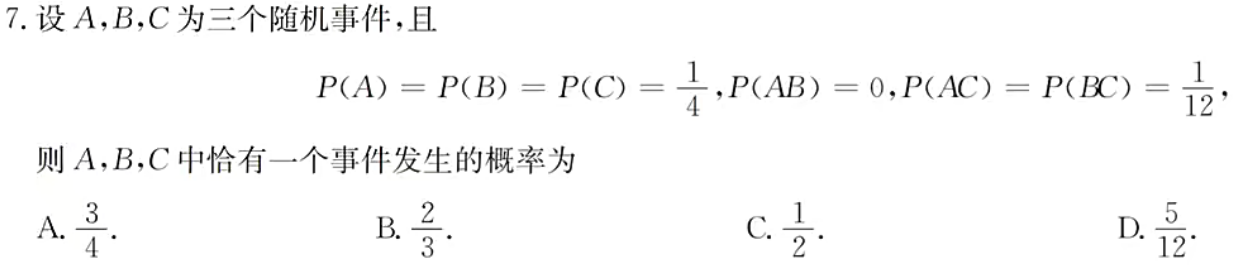 7. 设 A,B,C 为三个随机事件,且
P(A) = P(B) = P(C) = \frac{1}{4}, P(AB) = 0, P(AC) = P(BC) = \frac{1}{12},
则 A,B,C 中恰有一个事件发生的概率为
A. \frac{3}{4}. B. \frac{2}{3}. C. \frac{1}{2}. D. \frac{5}{12}.